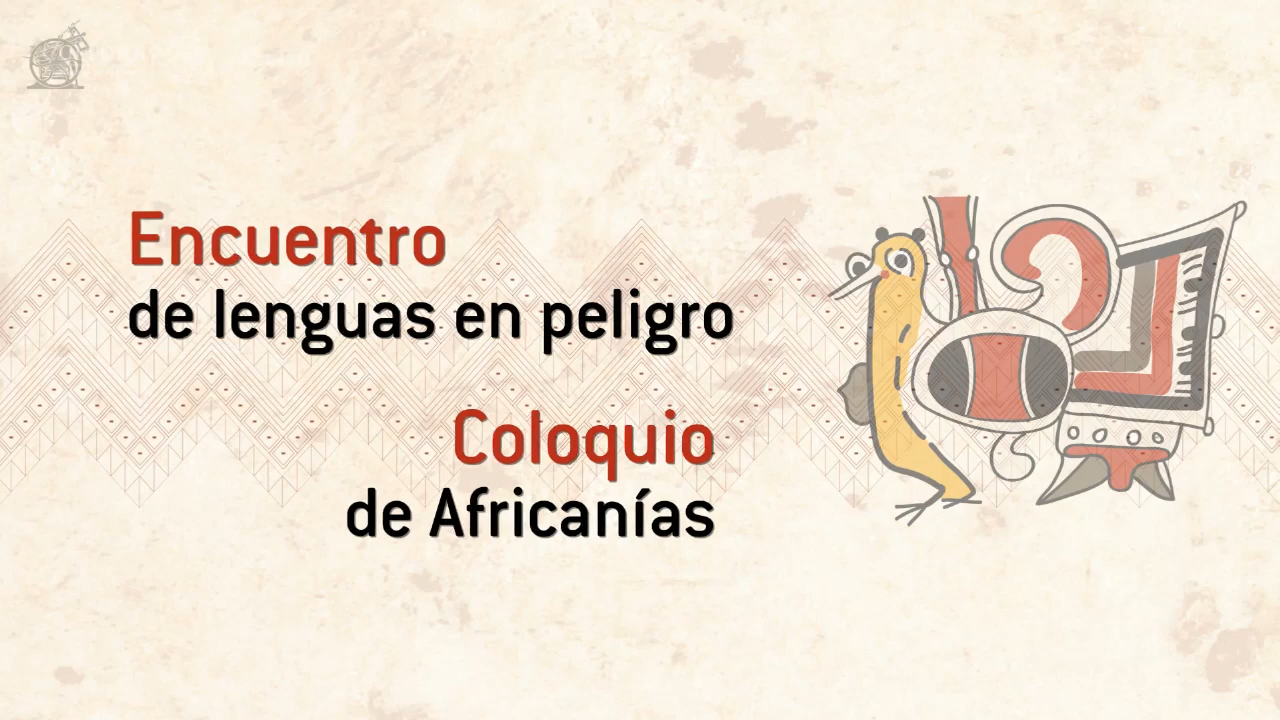 Encuentro
de lenguas en peligro
Coloquio
de Africanías